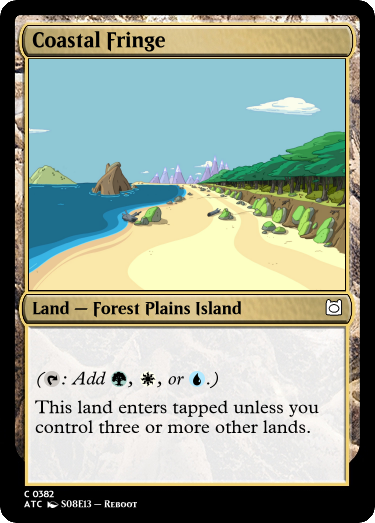 Coastal Fringe
Land — Forest Plains Island
(: Add , , or .)
This land enters tapped unless you
control three or more other lands.
C 0382
ATC S08E13 — Reboot